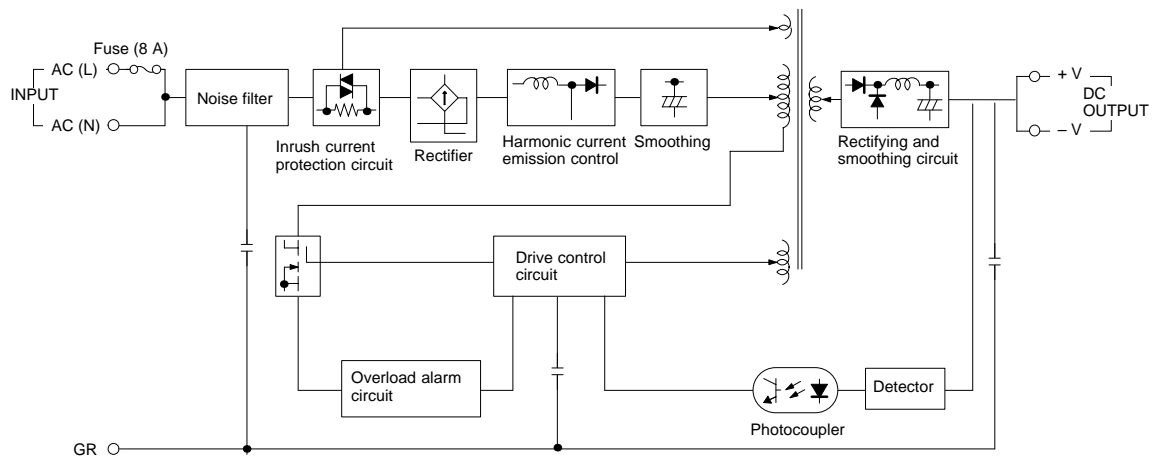 Fuse (8 A)
AC (L)
INPUT
AC (N)
Noise filter
Inrush current
protection circuit
Rectifier
Harmonic current
emission control
Smoothing
Rectifying and
smoothing circuit
+ V
DC
OUTPUT
– V
Drive control
circuit
Overload alarm
circuit
Detector
Photocoupler
GR